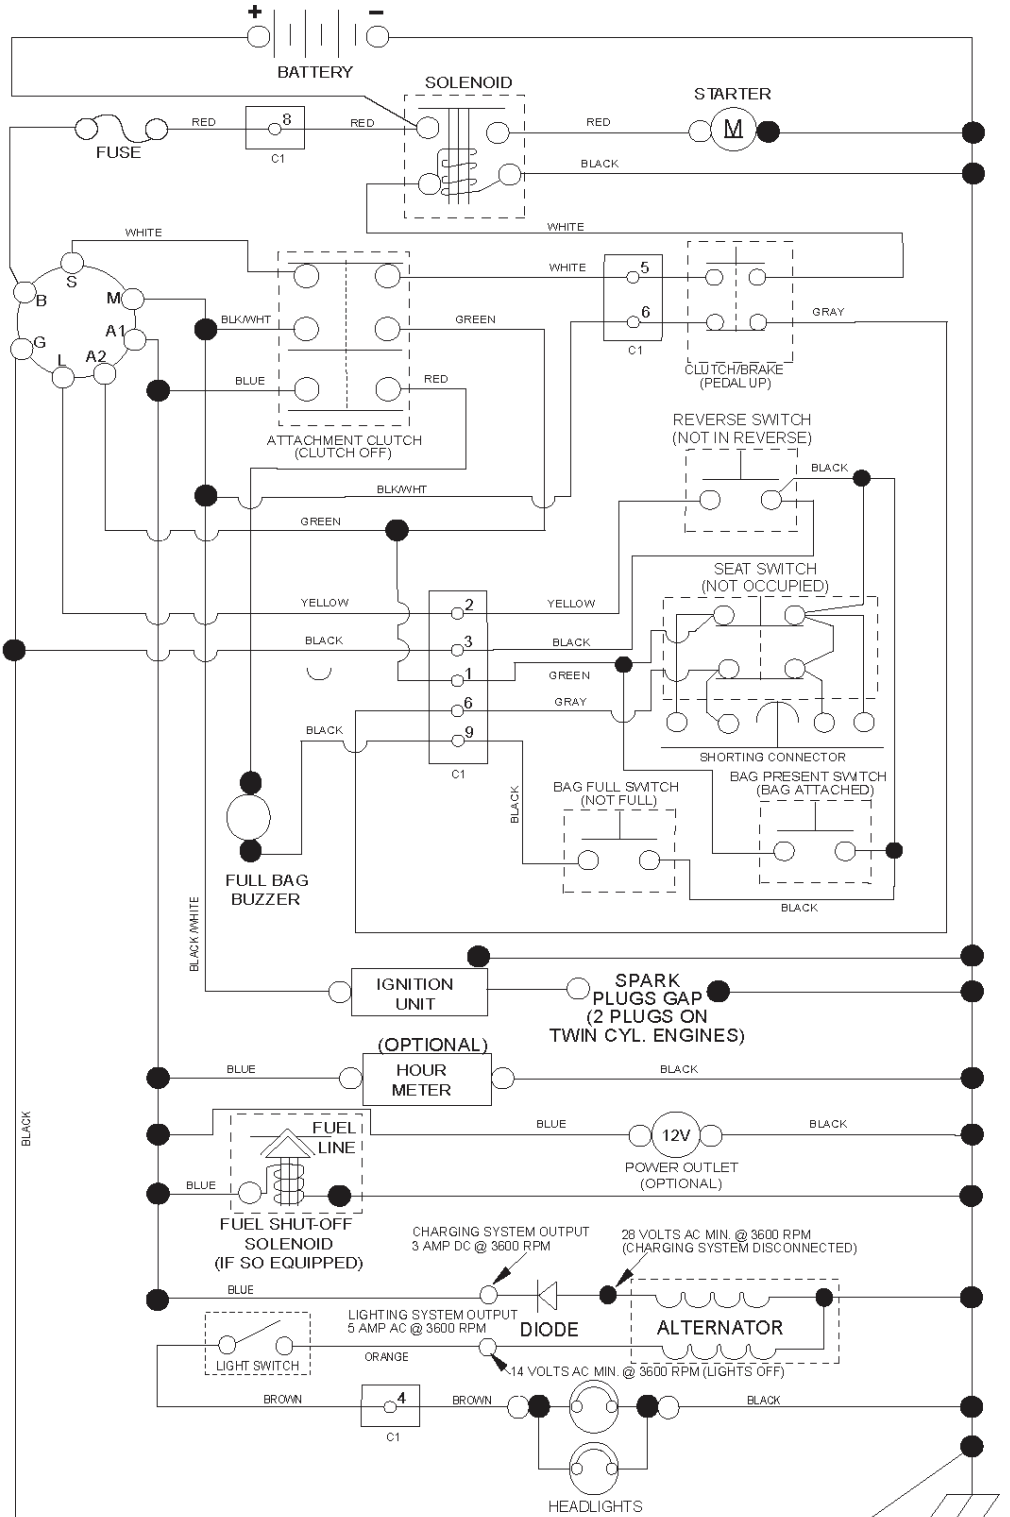 + −
BATTERY
SOLENOID
STARTER
RED
8
RED
RED
M
FUSE
C1
BLACK
WHITE
WHITE
S
WHITE
5
B
M
BLK/WHT
GREEN
6
GRAY
A1
G
C1
L
A2
BLUE
RED
CLUTCH/BRAKE
(PEDAL UP)
ATTACHMENT CLUTCH
(CLUTCH OFF)
REVERSE SWITCH
(NOT IN REVERSE)
BLACK
BLK/WHT
GREEN
SEAT SWITCH
(NOT OCCUPIED)
YELLOW
2
YELLOW
BLACK
3
BLACK
1
GREEN
6
GRAY
BLACK
9
SHORTING CONNECTOR
C1
BAG PRESENT SWITCH
(BAG ATTACHED)
BAG FULL SWITCH
(NOT FULL)
BLACK
FULL BAG
BUZZER
BLACK
BLACK /WHITE
IGNITION
UNIT
SPARK
PLUGS GAP
(2 PLUGS ON
TWIN CYL. ENGINES)
(OPTIONAL)
HOUR
METER
BLUE
BLACK
BLACK
FUEL
LINE
BLUE
12V
BLACK
POWER OUTLET
(OPTIONAL)
BLUE
FUEL SHUT-OFF
SOLENOID
(IF SO EQUIPPED)
CHARGING SYSTEM OUTPUT
3 AMP DC @ 3600 RPM
28 VOLTS AC MIN. @ 3600 RPM
(CHARGING SYSTEM DISCONNECTED)
BLUE
LIGHTING SYSTEM OUTPUT
5 AMP AC @ 3600 RPM
DIODE
ALTERNATOR
LIGHT SWITCH
ORANGE
14 VOLTS AC MIN. @ 3600 RPM (LIGHTS OFF)
BROWN
4
BROWN
BLACK
C1
HEADLIGHTS